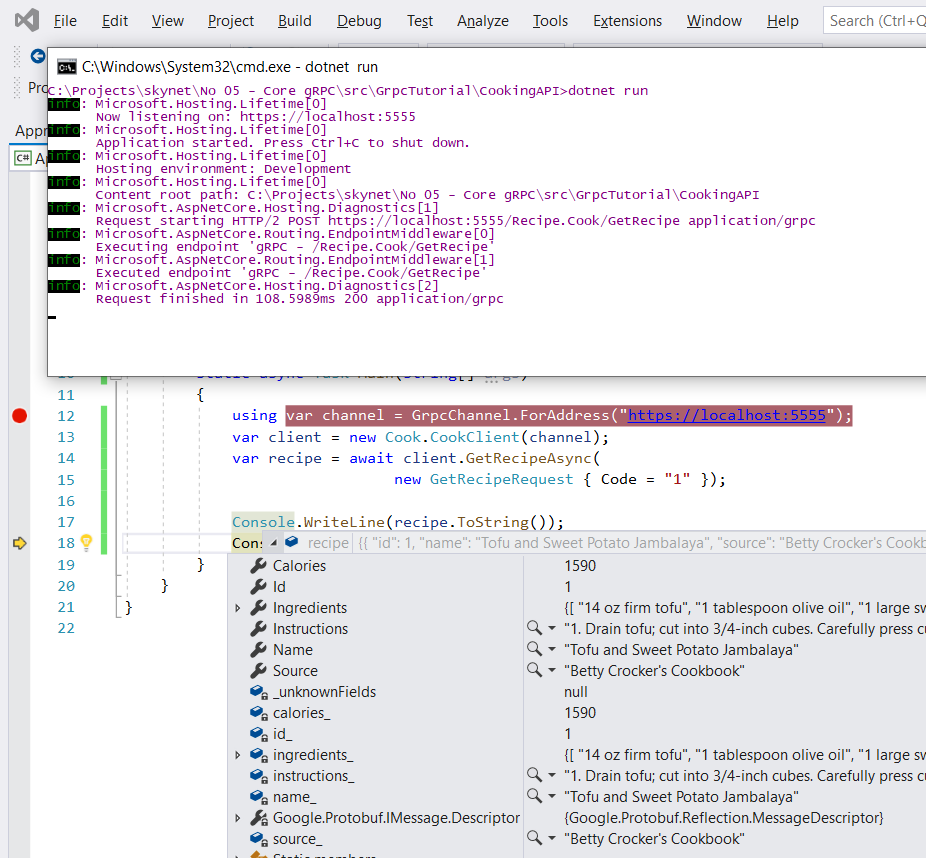 File Edit View Project Build Debug Test Analyze Tools Extensions Window Help Search (Ctrl+Q
C:\Windows\System32\cmd.exe - dotnet run
C:\Projects\skynet\No 05 - Core gRPC\src\GrpcTutorial\CookingAPI>dotnet run
info: Microsoft.Hosting.Lifetime[0]
Now listening on: https://localhost:5555
info: Microsoft.Hosting.Lifetime[0]
Application started. Press Ctrl+C to shut down.
info: Microsoft.Hosting.Lifetime[0]
Hosting environment: Development
info: Microsoft.Hosting.Lifetime[0]
Content root path: C:\Projects\skynet\No 05 - Core gRPC\src\GrpcTutorial\CookingAPI
info: Microsoft.AspNetCore.Hosting.Diagnostics[1]
Request starting HTTP/2 POST https://localhost:5555/Recipe.Cook/GetRecipe application/grpc
info: Microsoft.AspNetCore.Routing.EndpointMiddleware[0]
Executing endpoint 'gRPC - /Recipe.Cook/GetRecipe'
info: Microsoft.AspNetCore.Routing.EndpointMiddleware[1]
Executed endpoint 'gRPC - /Recipe.Cook/GetRecipe'
info: Microsoft.AspNetCore.Hosting.Diagnostics[2]
Request finished in 108.5989ms 200 application/grpc
11 {
12 using var channel = GrpcChannel.ForAddress("https://localhost:5555");
13 var client = new Cook.CookClient(channel);
14 var recipe = await client.GetRecipeAsync(
15 new GetRecipeRequest { Code = "1" });
16
17 Console.WriteLine(recipe.ToString());
18 Con recipe {{ "id": 1, "name": "Tofu and Sweet Potato Jambalaya", "source": "Betty Crocker's Cookb
19 }
20 }
21 }
22
Calories 1590
Id 1
Ingredients {[ "14 oz firm tofu", "1 tablespoon olive oil", "1 large sw
Instructions "1. Drain tofu; cut into 3/4-inch cubes. Carefully press cu
Name "Tofu and Sweet Potato Jambalaya"
Source "Betty Crocker's Cookbook"
_unknownFields null
calories_ 1590
id_ 1
ingredients_ {[ "14 oz firm tofu", "1 tablespoon olive oil", "1 large sw
instructions_ "1. Drain tofu; cut into 3/4-inch cubes. Carefully press cu
name_ "Tofu and Sweet Potato Jambalaya"
Google.Protobuf.IMessage.Descriptor {Google.Protobuf.Reflection.MessageDescriptor}
source_ "Betty Crocker's Cookbook"